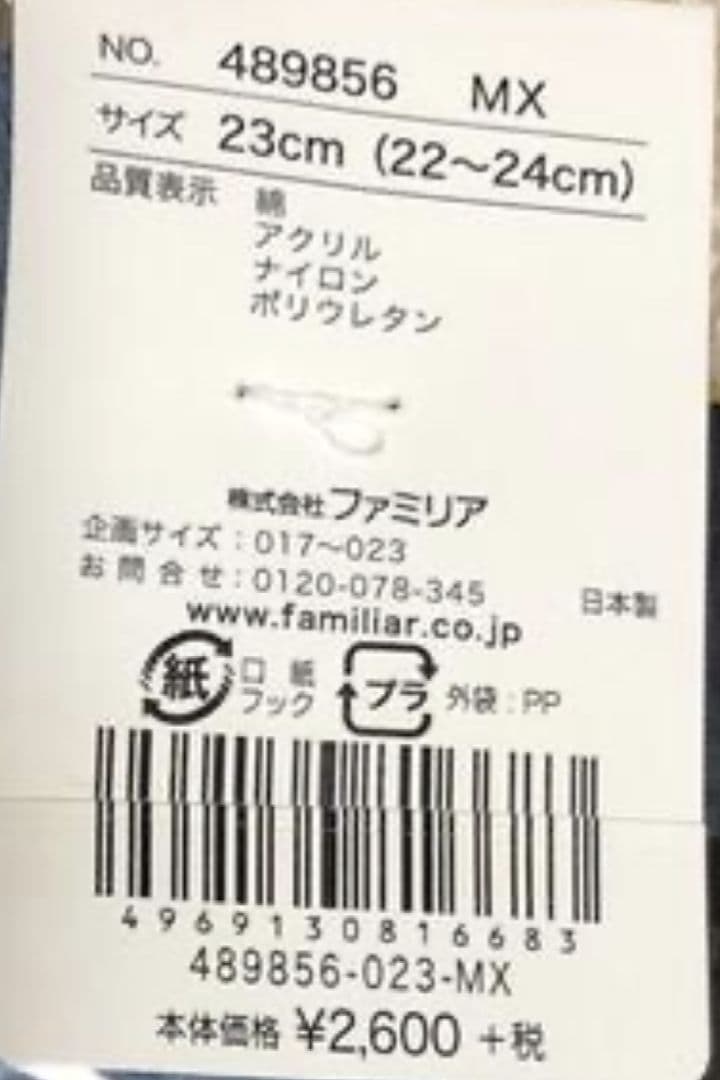 NO. 489856 MX
サイズ 23cm (22〜24cm)
品質表示 綿
アクリル
ナイロン
ポリウレタン
株式会社ファミリア
企画サイズ：017〜023
お問合せ：0120-078-345 日本製
www.familiar.co.jp
紙 口紙 プラ 外袋：PP
フック
4969130816683
489856-023-MX
本体価格 ¥2,600 +税